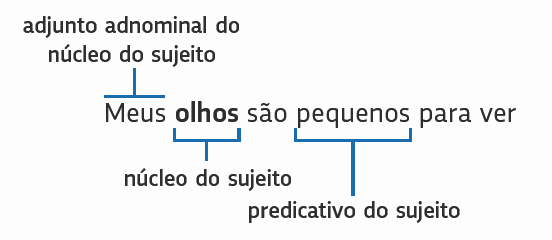 adjunto adnominal do
núcleo do sujeito
Meus olhos são pequenos para ver
núcleo do sujeito
predicativo do sujeito